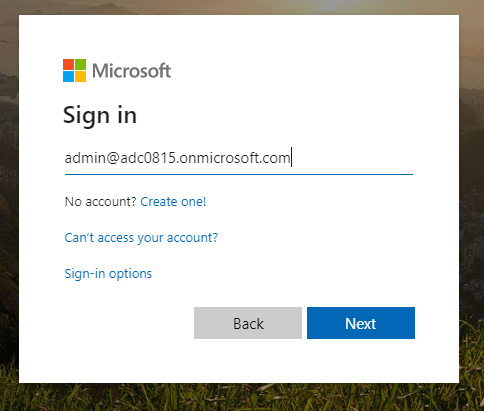 Microsoft
Sign in
admin@adc0815.onmicrosoft.com
No account? Create one!
Can't access your account?
Sign-in options
Back Next